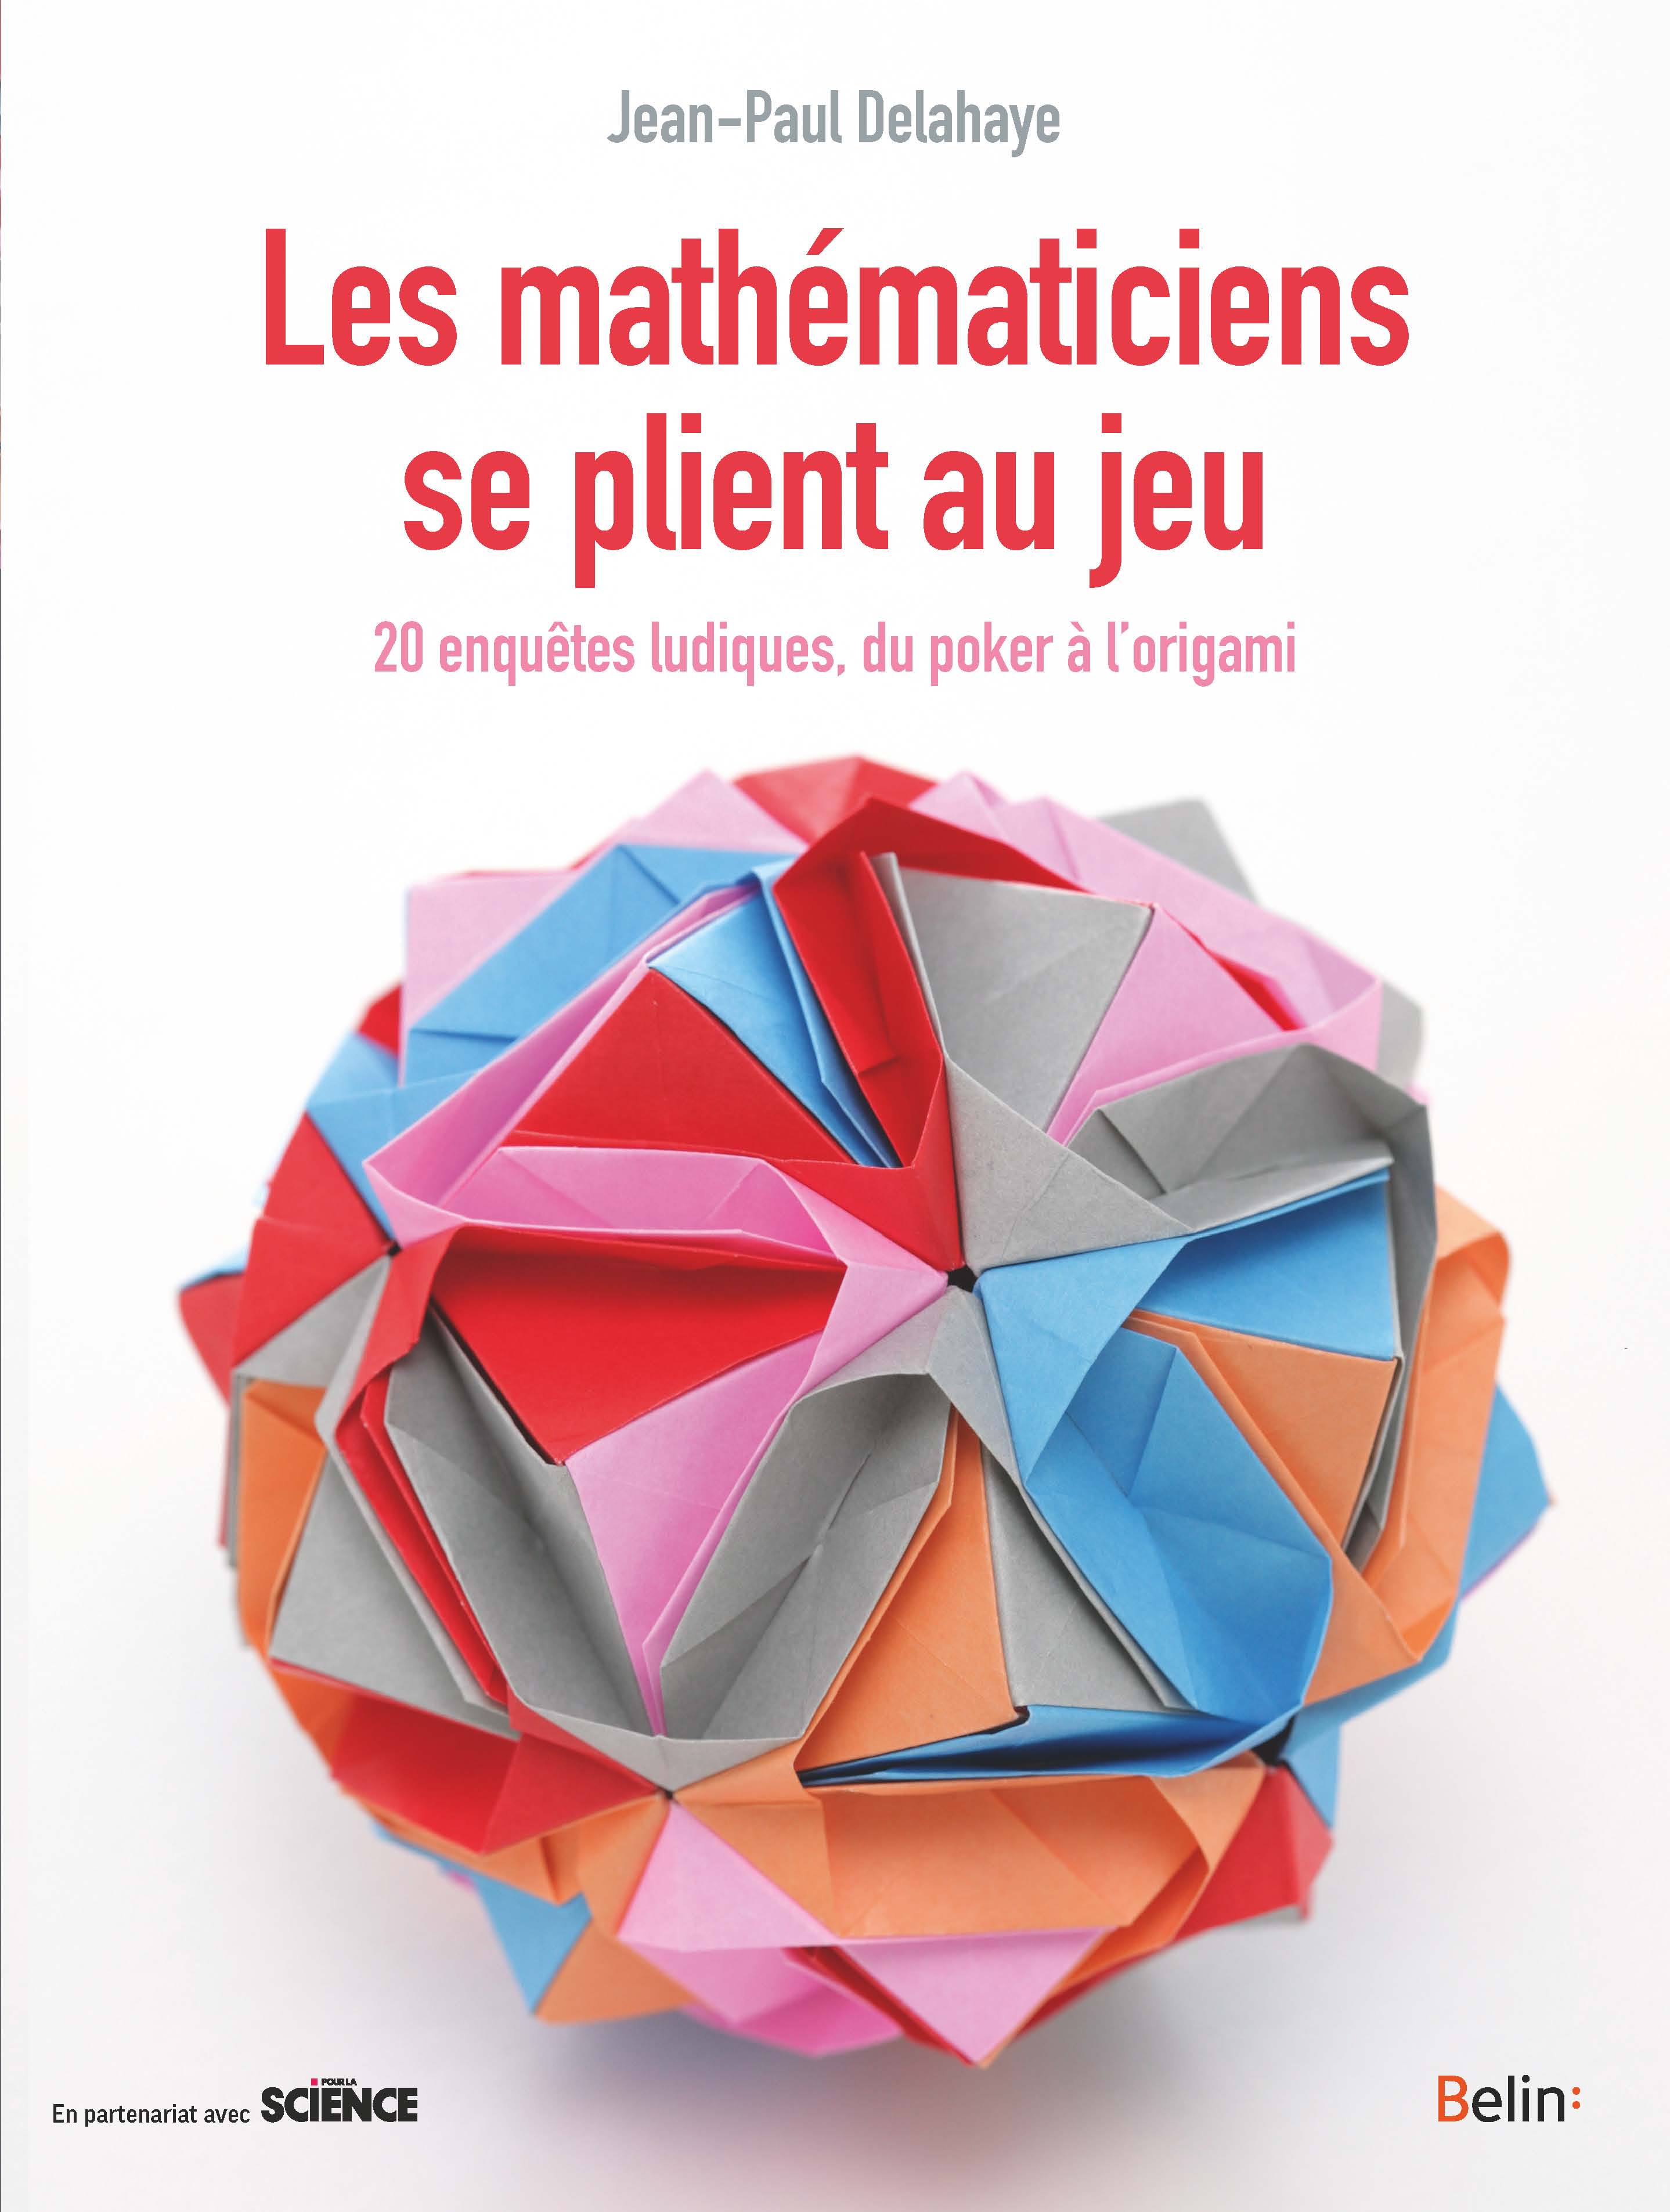 Jean-Paul Delahaye
Les mathématiciens
se plient au jeu
20 enquêtes ludiques, du poker à l'origami
En partenariat avec POUR LA SCIENCE
Belin: